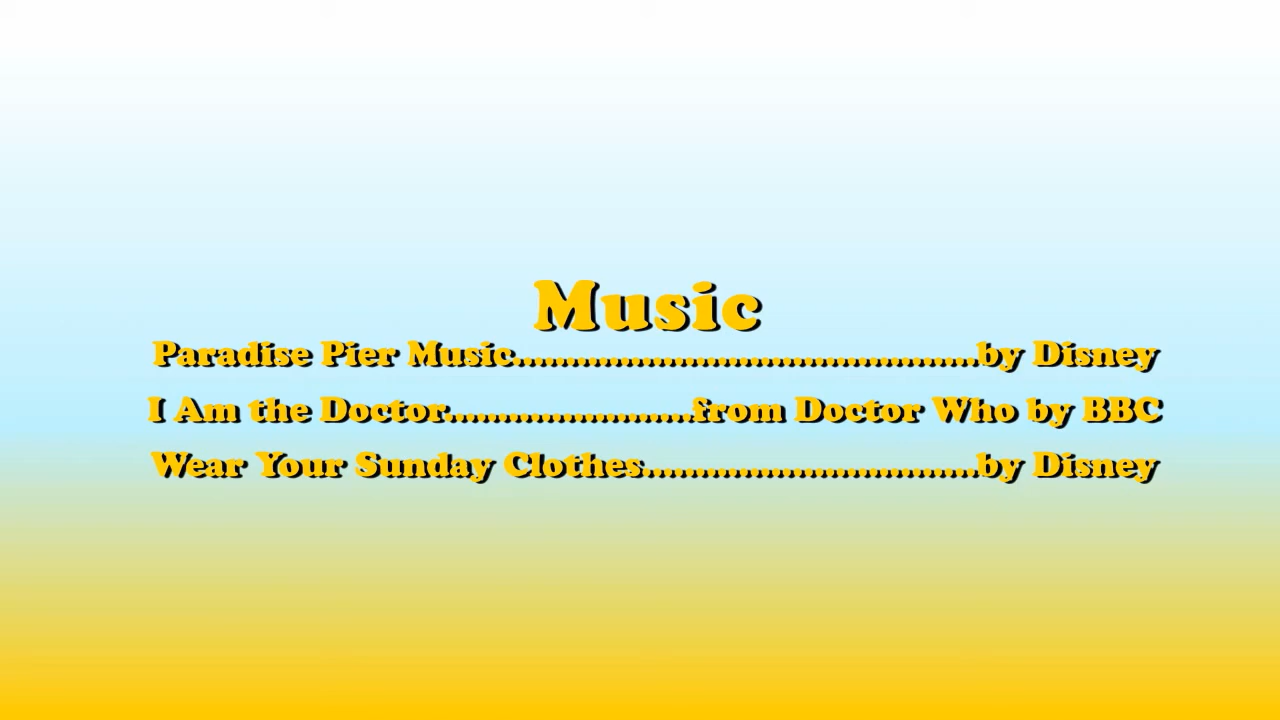 Music
Paradise Pier Music..........................................by Disney
I Am the Doctor......................from Doctor Who by BBC
Wear Your Sunday Clothes..............................by Disney